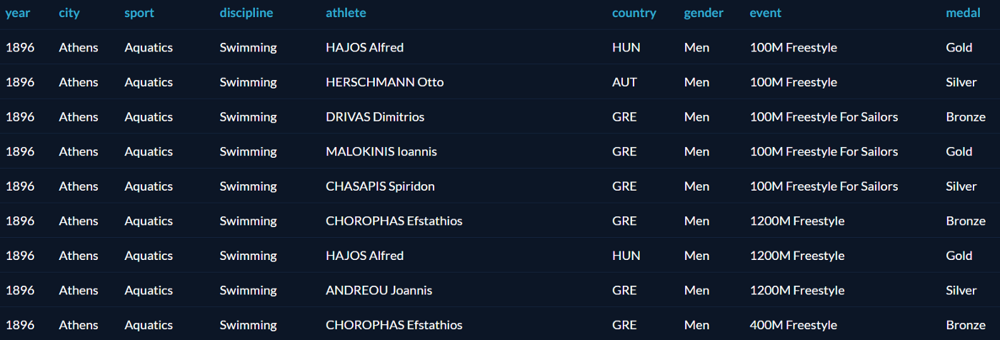 year city sport discipline athlete country gender event medal
1896 Athens Aquatics Swimming HAJOS Alfred HUN Men 100M Freestyle Gold
1896 Athens Aquatics Swimming HERSCHMANN Otto AUT Men 100M Freestyle Silver
1896 Athens Aquatics Swimming DRIVAS Dimitrios GRE Men 100M Freestyle For Sailors Bronze
1896 Athens Aquatics Swimming MALOKINIS Ioannis GRE Men 100M Freestyle For Sailors Gold
1896 Athens Aquatics Swimming CHASAPIS Spiridon GRE Men 100M Freestyle For Sailors Silver
1896 Athens Aquatics Swimming CHOROPHAS Efstathios GRE Men 1200M Freestyle Bronze
1896 Athens Aquatics Swimming HAJOS Alfred HUN Men 1200M Freestyle Gold
1896 Athens Aquatics Swimming ANDREOU Joannis GRE Men 1200M Freestyle Silver
1896 Athens Aquatics Swimming CHOROPHAS Efstathios GRE Men 400M Freestyle Bronze